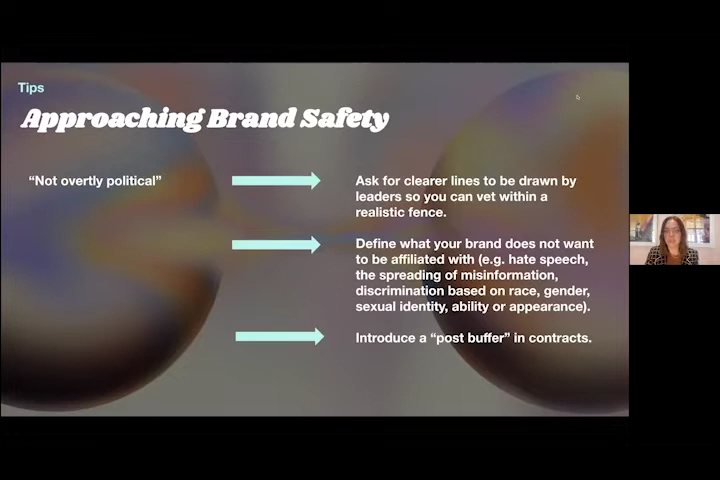 Tips
Approaching Brand Safety
“Not overtly political”
Ask for clearer lines to be drawn by
leaders so you can vet within a
realistic fence.
Define what your brand does not want
to be affiliated with (e.g. hate speech,
the spreading of misinformation,
discrimination based on race, gender,
sexual identity, ability or appearance).
Introduce a “post buffer” in contracts.